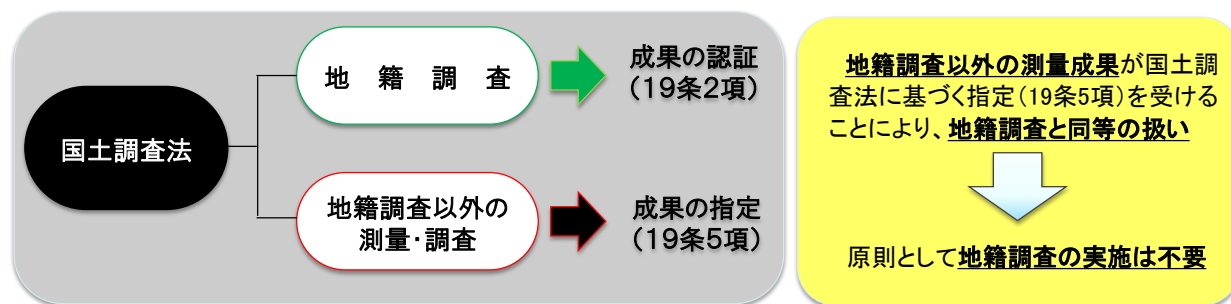 国土調査法
地 籍 調 査
成果の認証
(19条2項)
地籍調査以外の
測量・調査
成果の指定
(19条5項)
地籍調査以外の測量成果が国土調
査法に基づく指定(19条5項)を受ける
ことにより、地籍調査と同等の扱い
原則として地籍調査の実施は不要